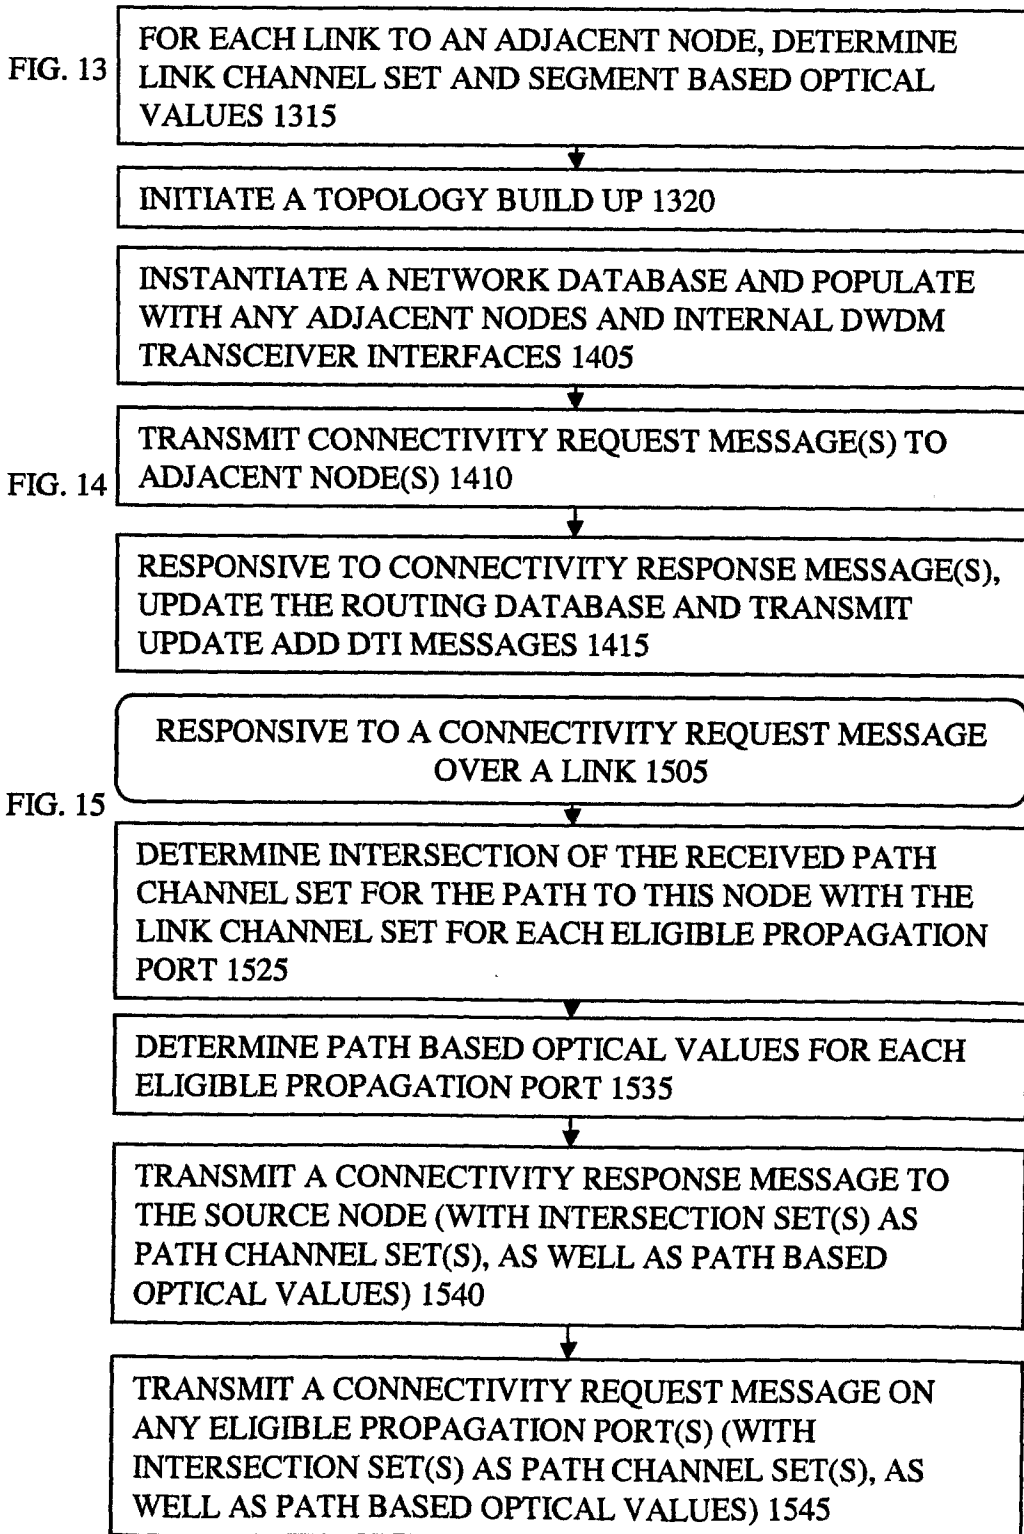 FIG. 13
FOR EACH LINK TO AN ADJACENT NODE, DETERMINE
LINK CHANNEL SET AND SEGMENT BASED OPTICAL
VALUES 1315
INITIATE A TOPOLOGY BUILD UP 1320
FIG. 14
INSTANTIATE A NETWORK DATABASE AND POPULATE
WITH ANY ADJACENT NODES AND INTERNAL DWDM
TRANSCEIVER INTERFACES 1405
TRANSMIT CONNECTIVITY REQUEST MESSAGE(S) TO
ADJACENT NODE(S) 1410
RESPONSIVE TO CONNECTIVITY RESPONSE MESSAGE(S),
UPDATE THE ROUTING DATABASE AND TRANSMIT
UPDATE ADD DTI MESSAGES 1415
FIG. 15
RESPONSIVE TO A CONNECTIVITY REQUEST MESSAGE
OVER A LINK 1505
DETERMINE INTERSECTION OF THE RECEIVED PATH
CHANNEL SET FOR THE PATH TO THIS NODE WITH THE
LINK CHANNEL SET FOR EACH ELIGIBLE PROPAGATION
PORT 1525
DETERMINE PATH BASED OPTICAL VALUES FOR EACH
ELIGIBLE PROPAGATION PORT 1535
TRANSMIT A CONNECTIVITY RESPONSE MESSAGE TO
THE SOURCE NODE (WITH INTERSECTION SET(S) AS
PATH CHANNEL SET(S), AS WELL AS PATH BASED
OPTICAL VALUES) 1540
TRANSMIT A CONNECTIVITY REQUEST MESSAGE ON
ANY ELIGIBLE PROPAGATION PORT(S) (WITH
INTERSECTION SET(S) AS PATH CHANNEL SET(S), AS
WELL AS PATH BASED OPTICAL VALUES) 1545